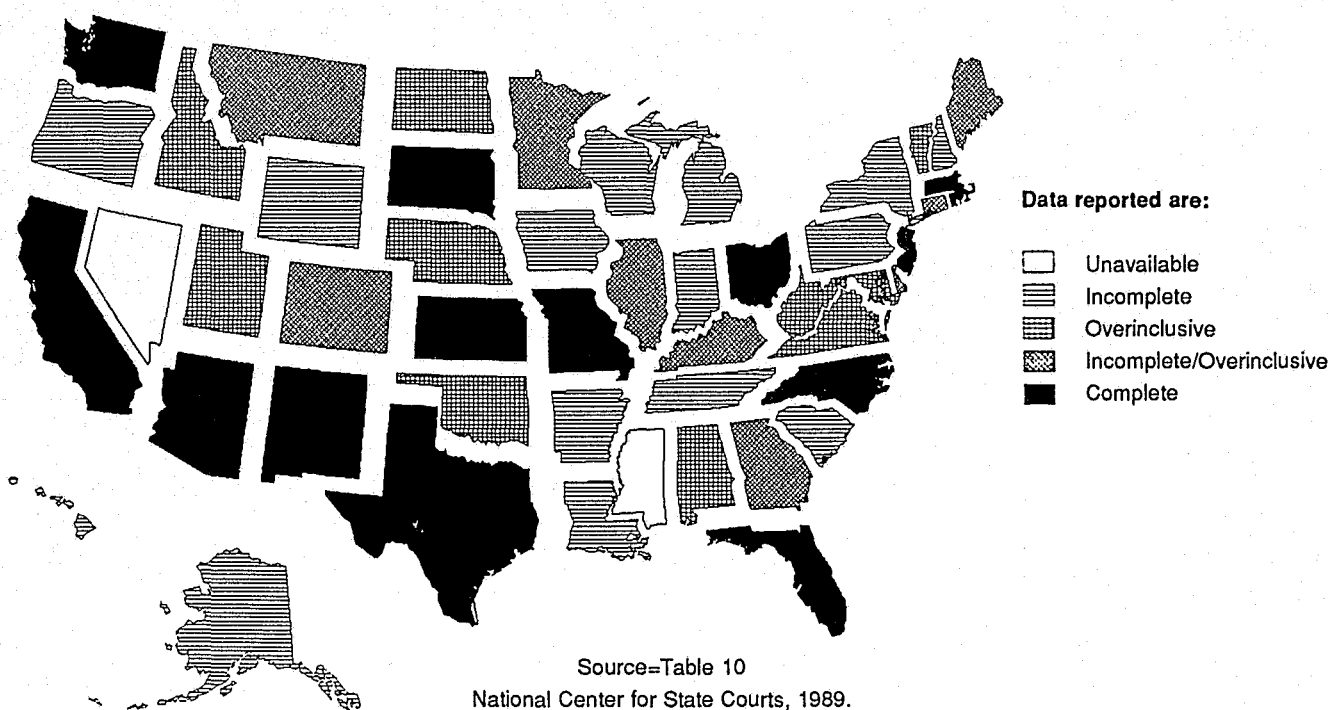 Data reported are:
Unavailable
Incomplete
Overinclusive
Incomplete/Overinclusive
Complete
Source=Table 10
National Center for State Courts, 1989.